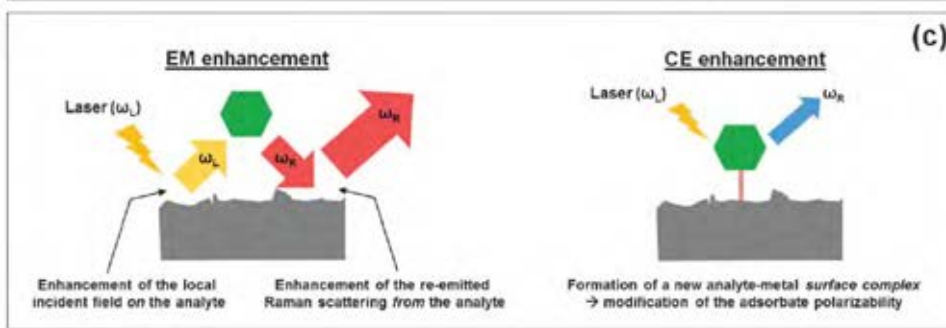 (c)
EM enhancement
CE enhancement
Laser (ωL)
ωL
ωR
ωR
Laser (ωL)
ωR
Enhancement of the local
incident field on the analyte
Enhancement of the re-emitted
Raman scattering from the analyte
Formation of a new analyte-metal surface complex
→ modification of the adsorbate polarizability